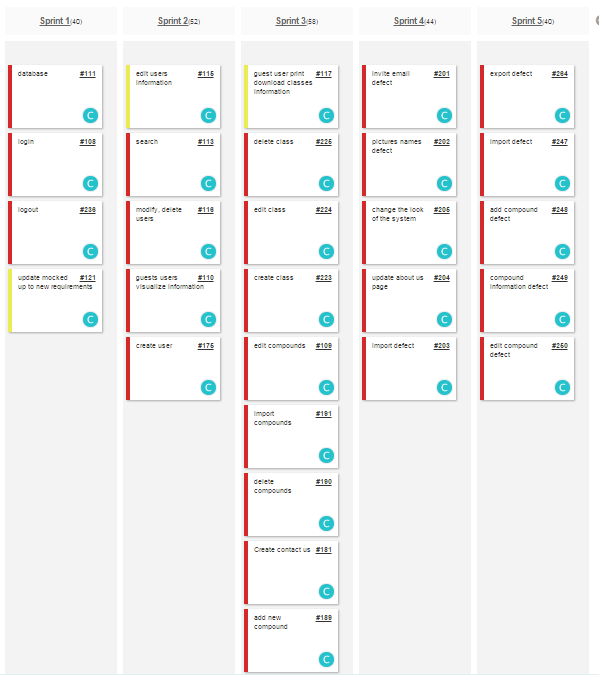 Sprint 1(40)
Sprint 2(52)
Sprint 3(58)
Sprint 4(44)
Sprint 5(40)
database #111
C
login #108
C
logout #236
C
update mocked #121
up to new requirements
C
edit users #115
information
C
search #113
C
modify, delete #116
users
C
guests users #110
visualize information
C
create user #175
C
guest user print #117
download classes
information
C
delete class #225
C
edit class #224
C
create class #223
C
edit compounds #109
C
import #191
compounds
C
delete #190
compounds
C
Create contact us #181
C
add new #189
compound
C
invite email #201
defect
C
pictures names #202
defect
C
change the look #205
of the system
C
update about us #204
page
C
import defect #203
C
export defect #264
C
import defect #247
C
add compound #248
defect
C
compound #249
information defect
C
edit compound #250
defect
C